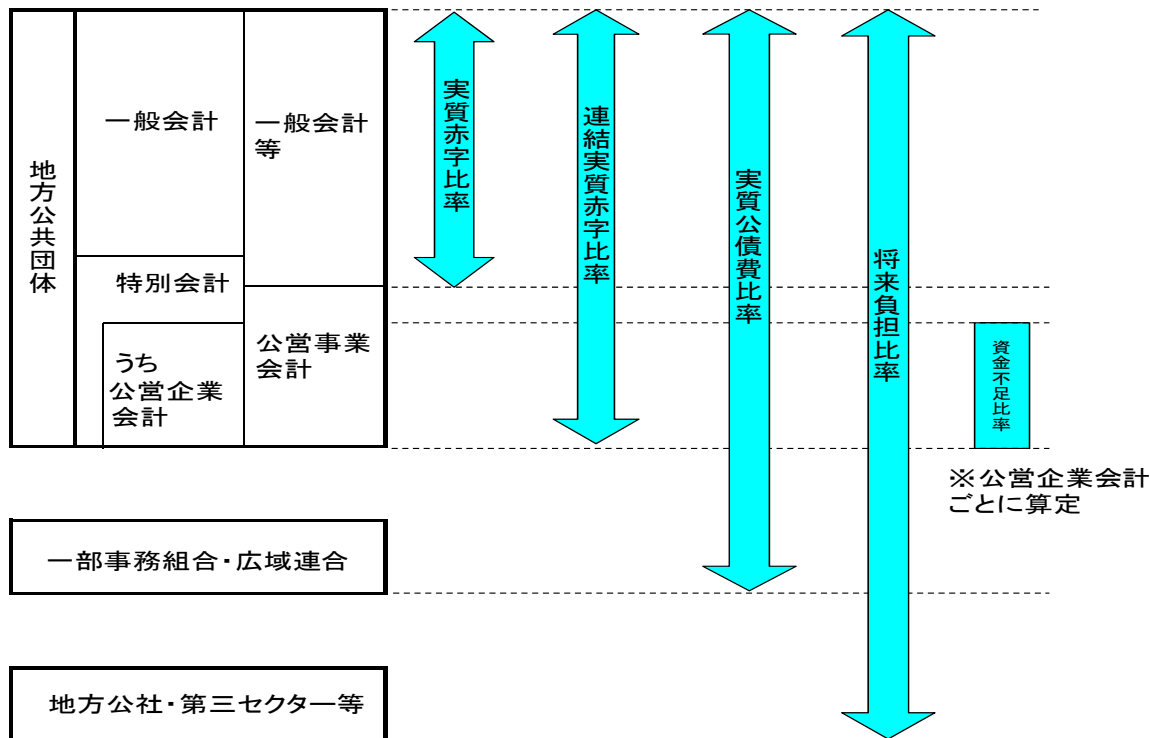 地方公共団体
一般会計
一般会計
等
特別会計
うち
公営企業
会計
公営事業
会計
実質赤字比率
連結実質赤字比率
実質公債費比率
将来負担比率
資金不足比率
※公営企業会計
ごとに算定
一部事務組合・広域連合
地方公社・第三セクター等